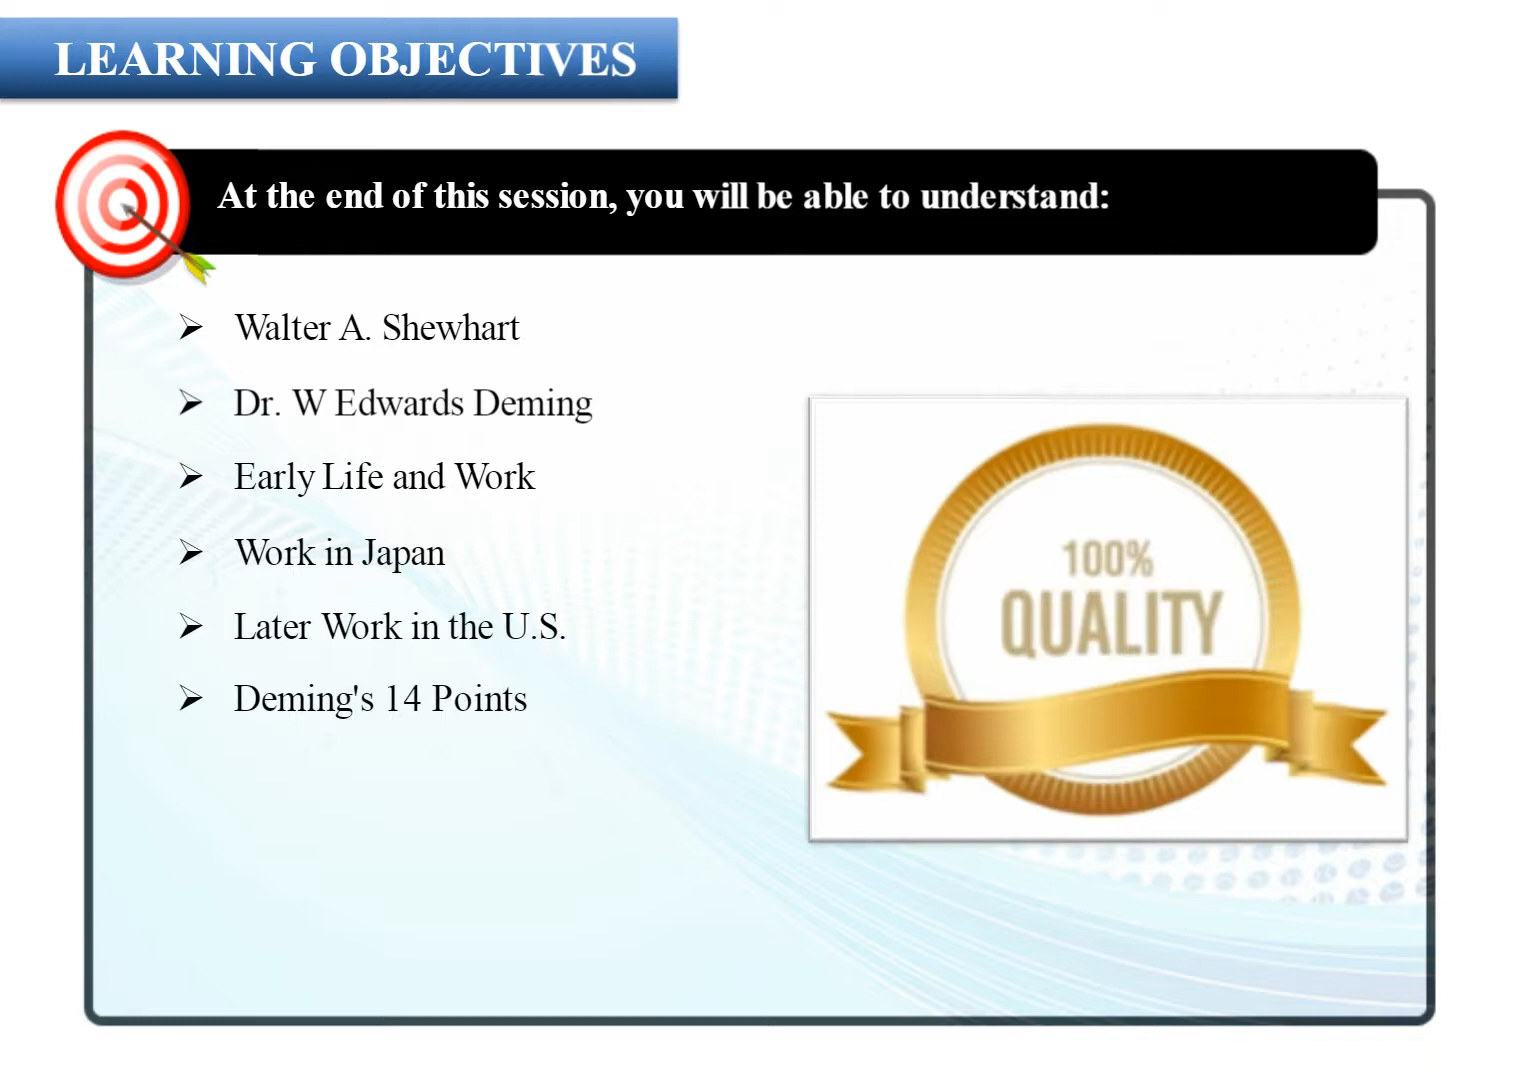 LEARNING OBJECTIVES
At the end of this session, you will be able to understand:
Walter A. Shewhart
Dr. W Edwards Deming
Early Life and Work
Work in Japan
Later Work in the U.S.
Deming's 14 Points
100%
QUALITY